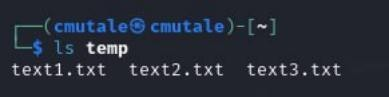 ┌──(cmutale㉿cmutale)-[~]
└─$ ls temp
text1.txt  text2.txt  text3.txt